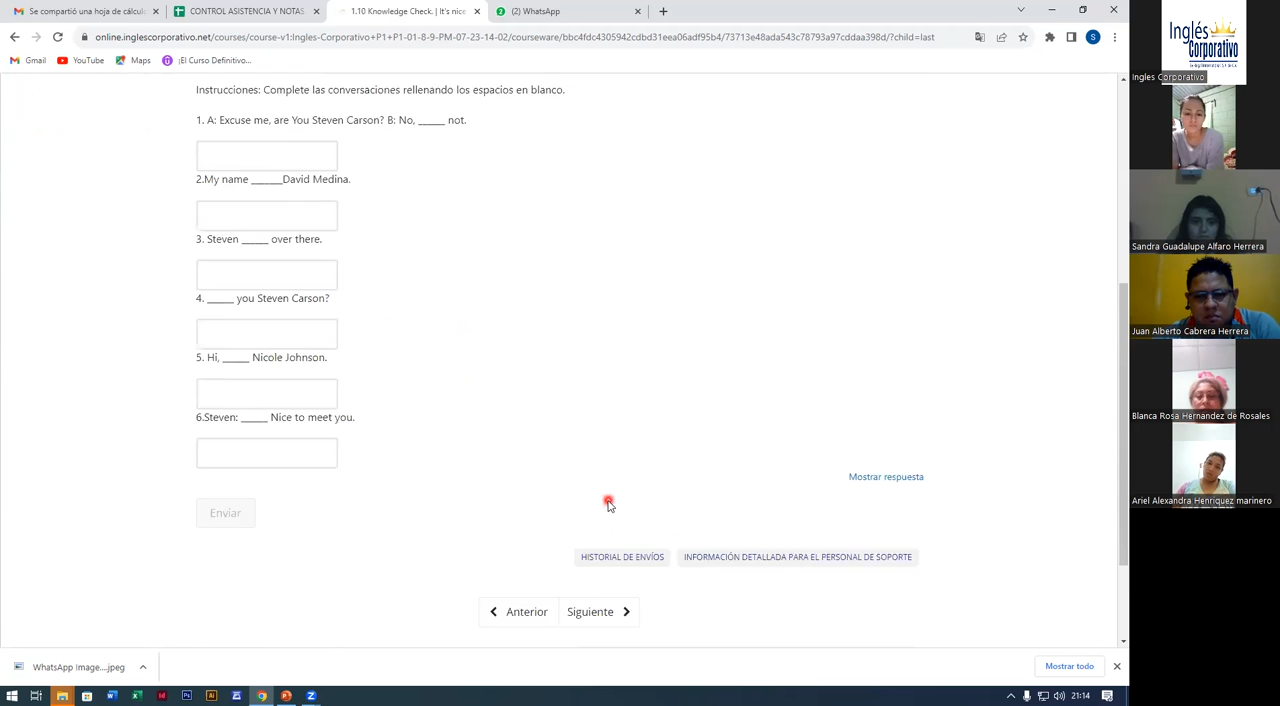 Se compartió una hoja de cálcul
CONTROL ASISTENCIA Y NOTAS
1.10 Knowledge Check. | It's nice
(2) WhatsApp
online.inglescorporativo.net/courses/course-v1:Ingles-Corporativo+P1+P1-01-8-9-PM-07-23-14-02/courseware/bbc4fdc4305942cdbd31eea06adf95b4/73713e48ada543c78793a97cddaa398d/?child=last
S
Gmail
YouTube
Maps
¡El Curso Definitivo...
Instrucciones: Complete las conversaciones rellenando los espacios en blanco.
1. A: Excuse me, are You Steven Carson? B: No, _____ not.
2.My name ______David Medina.
3. Steven _____ over there.
4. _____ you Steven Carson?
5. Hi, _____ Nicole Johnson.
6.Steven: _____ Nice to meet you.
Mostrar respuesta
Enviar
HISTORIAL DE ENVÍOS
INFORMACIÓN DETALLADA PARA EL PERSONAL DE SOPORTE
Anterior
Siguiente
WhatsApp Image....jpeg
Mostrar todo
21:14
Inglés
Corporativo
Ingles Corporativo
Sandra Guadalupe Alfaro Herrera
Juan Alberto Cabrera Herrera
Blanca Rosa Hernández de Rosales
Ariel Alexandra Henriquez marinero